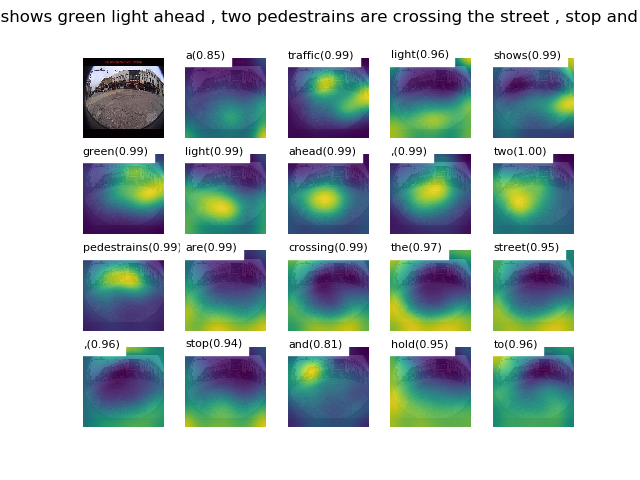 shows green light ahead , two pedestrains are crossing the street , stop and
a(0.85) traffic(0.99) light(0.96) shows(0.99)
green(0.99) light(0.99) ahead(0.99) ,(0.99) two(1.00)
pedestrains(0.99) are(0.99) crossing(0.99) the(0.97) street(0.95)
,(0.96) stop(0.94) and(0.81) hold(0.95) to(0.96)